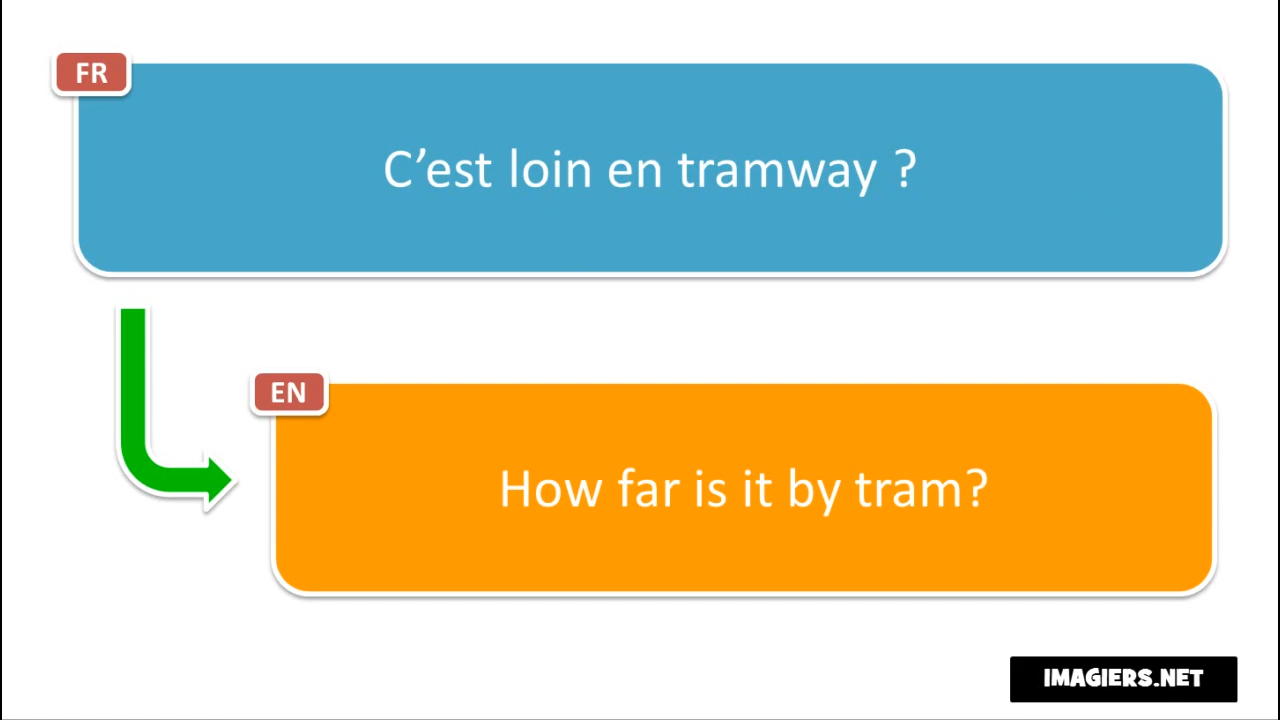 FR
C’est loin en tramway ?
EN
How far is it by tram?
IMAGIERS.NET